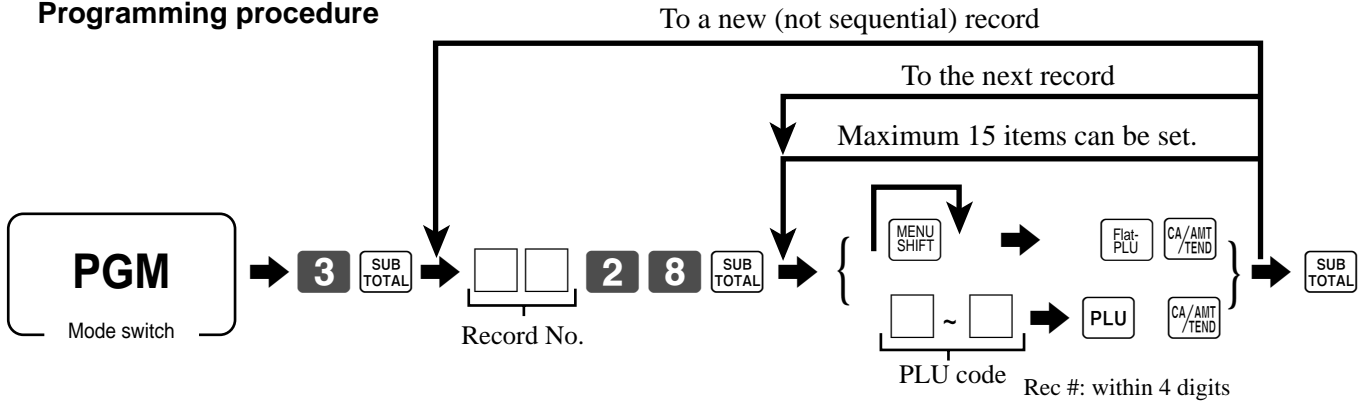 Programming procedure
To a new (not sequential) record
To the next record
Maximum 15 items can be set.
PGM
Mode switch
3 SUB TOTAL
Record No.
2 8 SUB TOTAL
MENU SHIFT
Flat-PLU CA/AMT/TEND
~ PLU CA/AMT/TEND
PLU code
Rec #: within 4 digits
SUB TOTAL